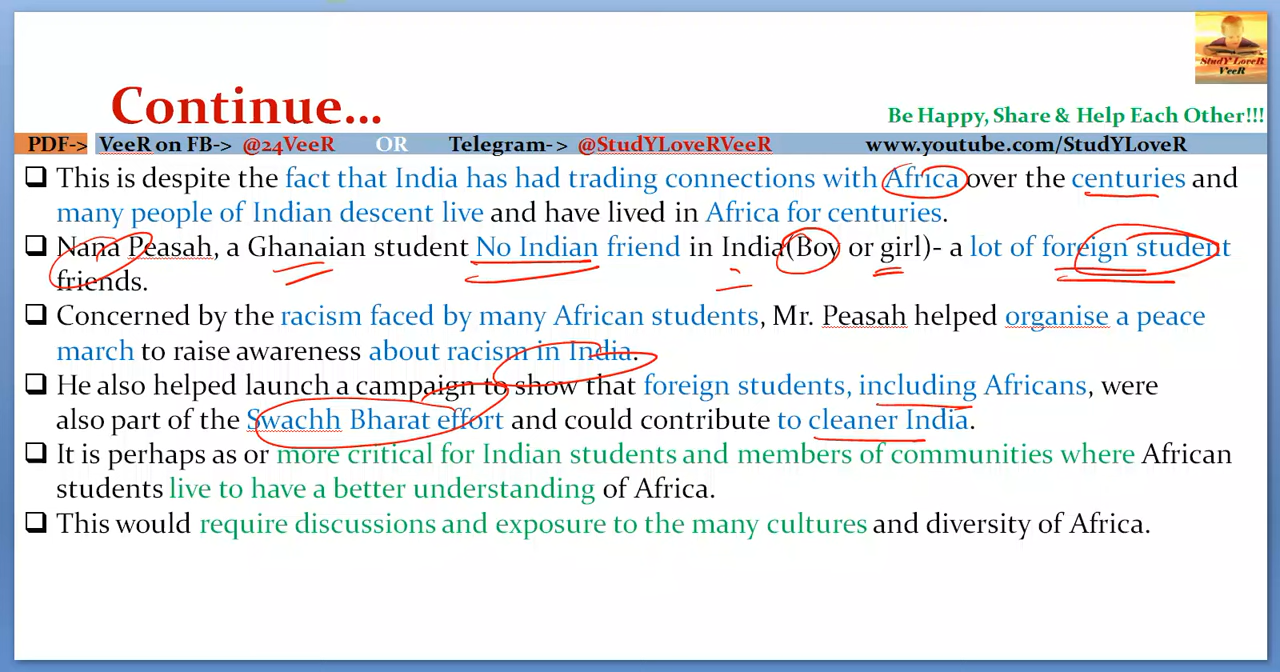 StudY LoveR
VeeR
Continue...
Be Happy, Share & Help Each Other!!!
PDF-> VeeR on FB-> @24VeeR OR Telegram-> @StudYLoveRVeeR www.youtube.com/StudYLoveR
❑ This is despite the fact that India has had trading connections with Africa over the centuries and
many people of Indian descent live and have lived in Africa for centuries.
❑ Nana Peasah, a Ghanaian student No Indian friend in India(Boy or girl)- a lot of foreign student
friends.
❑ Concerned by the racism faced by many African students, Mr. Peasah helped organise a peace
march to raise awareness about racism in India.
❑ He also helped launch a campaign to show that foreign students, including Africans, were
also part of the Swachh Bharat effort and could contribute to cleaner India.
❑ It is perhaps as or more critical for Indian students and members of communities where African
students live to have a better understanding of Africa.
❑ This would require discussions and exposure to the many cultures and diversity of Africa.